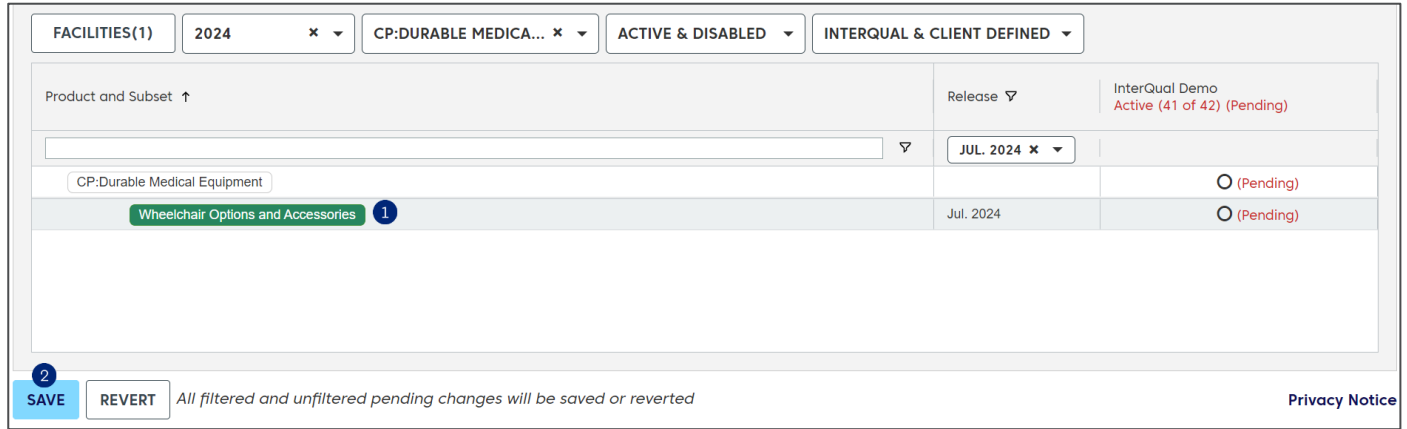 FACILITIES(1) 2024 × CP:DURABLE MEDICA... × ACTIVE & DISABLED INTERQUAL & CLIENT DEFINED
Product and Subset ↑ Release InterQual Demo
Active (41 of 42) (Pending)
JUL. 2024 ×
CP:Durable Medical Equipment (Pending)
Wheelchair Options and Accessories 1 Jul. 2024 (Pending)
2
SAVE REVERT All filtered and unfiltered pending changes will be saved or reverted Privacy Notice